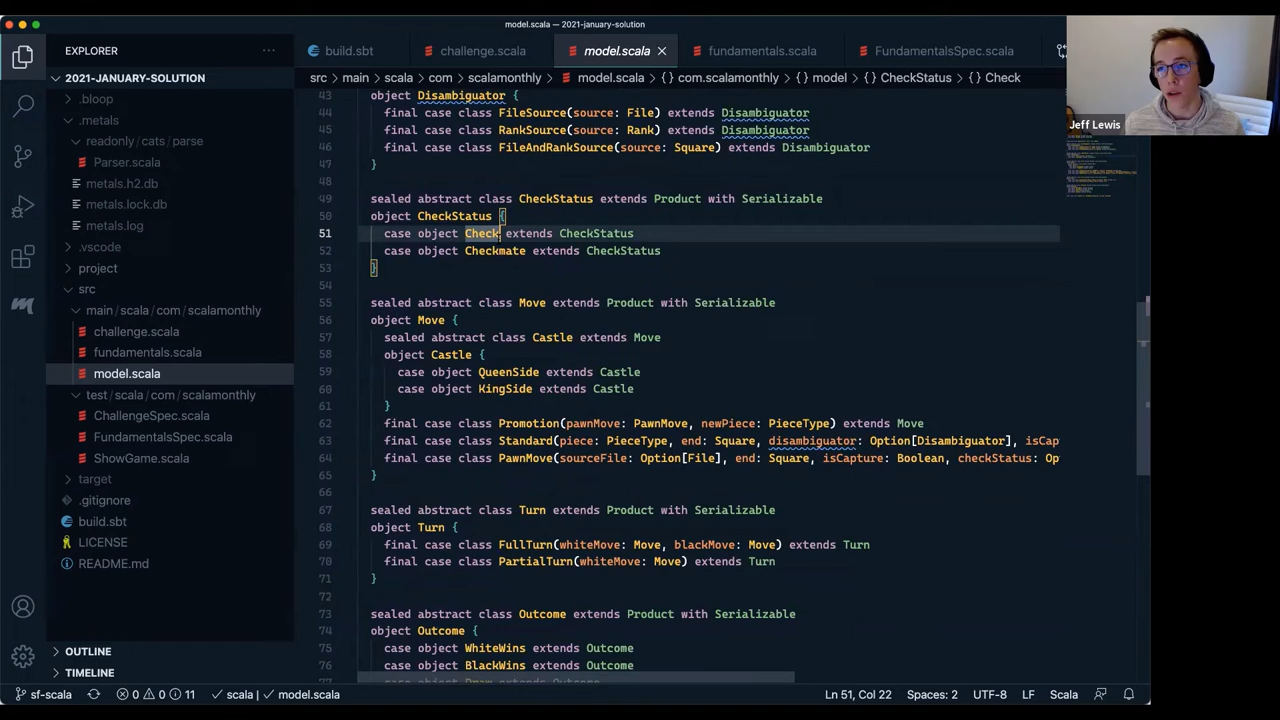 model.scala — 2021-january-solution
EXPLORER
build.sbt
challenge.scala
model.scala
fundamentals.scala
FundamentalsSpec.scala
2021-JANUARY-SOLUTION
src > main > scala > com > scalamonthly > model.scala > {} com.scalamonthly > {} model > {} CheckStatus > {} Check
Jeff Lewis
.bloop
.metals
readonly / cats / parse
Parser.scala
metals.h2.db
metals.lock.db
metals.log
.vscode
project
src
main / scala / com / scalamonthly
challenge.scala
fundamentals.scala
model.scala
test / scala / com / scalamonthly
ChallengeSpec.scala
FundamentalsSpec.scala
ShowGame.scala
target
.gitignore
build.sbt
LICENSE
README.md
OUTLINE
TIMELINE
43 object Disambiguator {
44 final case class FileSource(source: File) extends Disambiguator
45 final case class RankSource(source: Rank) extends Disambiguator
46 final case class FileAndRankSource(source: Square) extends Disambiguator
47 }
48
49 sealed abstract class CheckStatus extends Product with Serializable
50 object CheckStatus {
51 case object Check extends CheckStatus
52 case object Checkmate extends CheckStatus
53 }
54
55 sealed abstract class Move extends Product with Serializable
56 object Move {
57 sealed abstract class Castle extends Move
58 object Castle {
59 case object QueenSide extends Castle
60 case object KingSide extends Castle
61 }
62 final case class Promotion(pawnMove: PawnMove, newPiece: PieceType) extends Move
63 final case class Standard(piece: PieceType, end: Square, disambiguator: Option[Disambiguator], isCap
64 final case class PawnMove(sourceFile: Option[File], end: Square, isCapture: Boolean, checkStatus: Op
65 }
66
67 sealed abstract class Turn extends Product with Serializable
68 object Turn {
69 final case class FullTurn(whiteMove: Move, blackMove: Move) extends Turn
70 final case class PartialTurn(whiteMove: Move) extends Turn
71 }
72
73 sealed abstract class Outcome extends Product with Serializable
74 object Outcome {
75 case object WhiteWins extends Outcome
76 case object BlackWins extends Outcome
77 case object Draw extends Outcome
sf-scala 0 0 11 scala model.scala Ln 51, Col 22 Spaces: 2 UTF-8 LF Scala